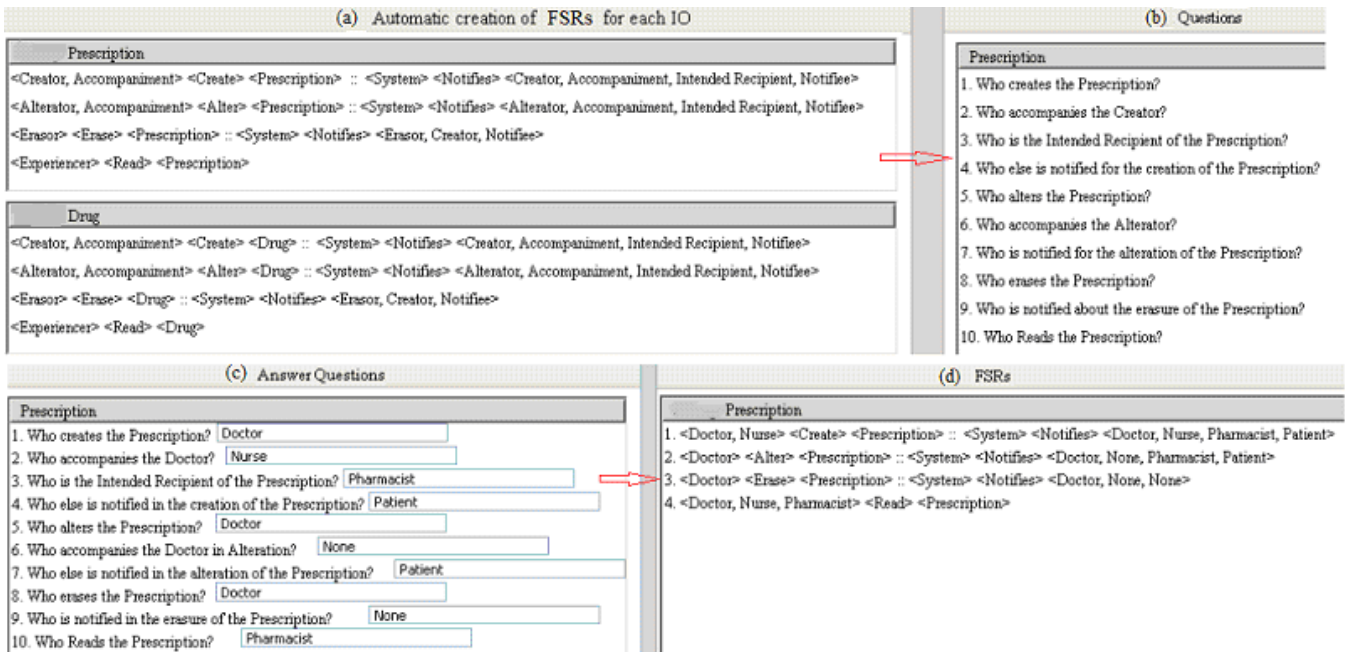 (a) Automatic creation of FSRs for each IO
Prescription
<Creator, Accompaniment> <Create> <Prescription> :: <System> <Notifies> <Creator, Accompaniment, Intended Recipient, Notifiee>
<Alterator, Accompaniment> <Alter> <Prescription> :: <System> <Notifies> <Alterator, Accompaniment, Intended Recipient, Notifiee>
<Erasor> <Erase> <Prescription> :: <System> <Notifies> <Erasor, Creator, Notifiee>
<Experiencer> <Read> <Prescription>
Drug
<Creator, Accompaniment> <Create> <Drug> :: <System> <Notifies> <Creator, Accompaniment, Intended Recipient, Notifiee>
<Alterator, Accompaniment> <Alter> <Drug> :: <System> <Notifies> <Alterator, Accompaniment, Intended Recipient, Notifiee>
<Erasor> <Erase> <Drug> :: <System> <Notifies> <Erasor, Creator, Notifiee>
<Experiencer> <Read> <Drug>
(b) Questions
Prescription
1. Who creates the Prescription?
2. Who accompanies the Creator?
3. Who is the Intended Recipient of the Prescription?
4. Who else is notified for the creation of the Prescription?
5. Who alters the Prescription?
6. Who accompanies the Alterator?
7. Who is notified for the alteration of the Prescription?
8. Who erases the Prescription?
9. Who is notified about the erasure of the Prescription?
10. Who Reads the Prescription?
(c) Answer Questions
Prescription
1. Who creates the Prescription? Doctor
2. Who accompanies the Doctor? Nurse
3. Who is the Intended Recipient of the Prescription? Pharmacist
4. Who else is notified in the creation of the Prescription? Patient
5. Who alters the Prescription? Doctor
6. Who accompanies the Doctor in Alteration? None
7. Who else is notified in the alteration of the Prescription? Patient
8. Who erases the Prescription? Doctor
9. Who is notified in the erasure of the Prescription? None
10. Who Reads the Prescription? Pharmacist
(d) FSRs
Prescription
1. <Doctor, Nurse> <Create> <Prescription> :: <System> <Notifies> <Doctor, Nurse, Pharmacist, Patient>
2. <Doctor> <Alter> <Prescription> :: <System> <Notifies> <Doctor, None, Pharmacist, Patient>
3. <Doctor> <Erase> <Prescription> :: <System> <Notifies> <Doctor, None, None>
4. <Doctor, Nurse, Pharmacist> <Read> <Prescription>